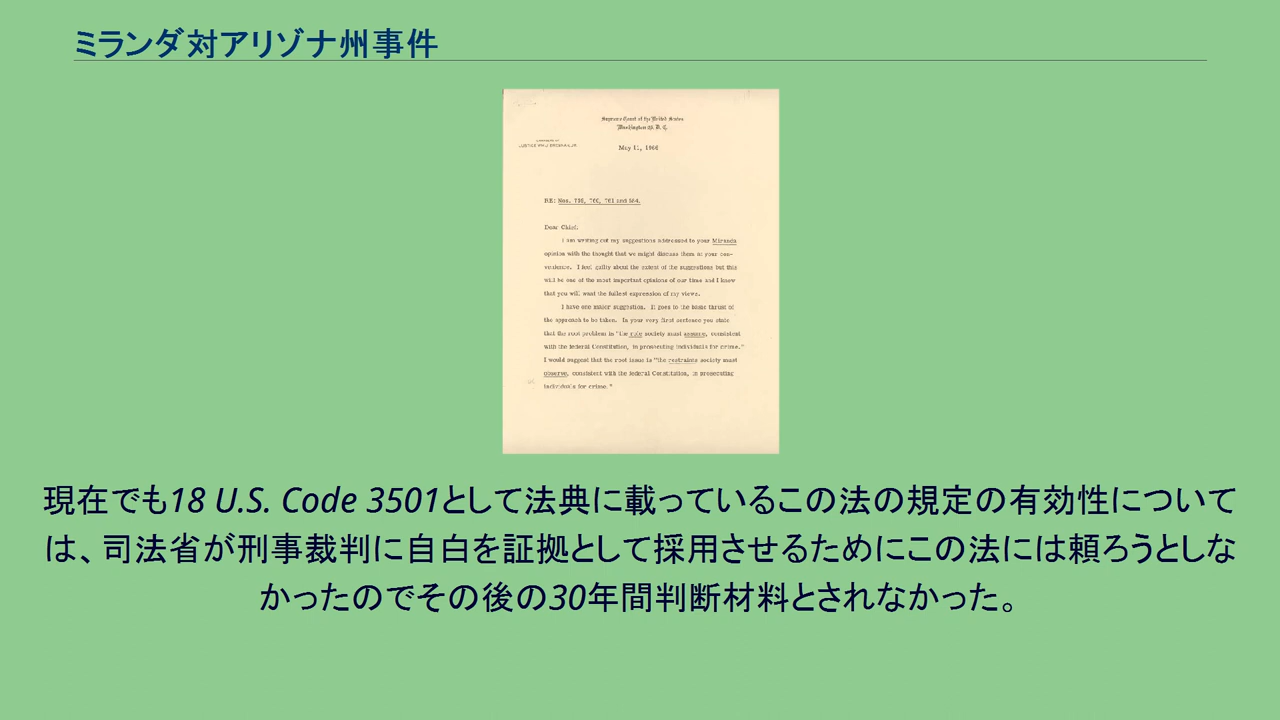 ミランダ対アリゾナ州事件
Supreme Court of the United States
Washington 25, D. C.
CHAMBERS OF
JUSTICE WM. J. BRENNAN, JR.
May 11, 1966
RE: Nos. 759, 760, 761 and 584.
Dear Chief:
I am writing out my suggestions addressed to your Miranda
opinion with the thought that we might discuss them at your con-
venience. I feel guilty about the extent of the suggestions but this
will be one of the most important opinions of our time and I know
that you will want the fullest expression of my views.
I have one major suggestion. It goes to the basic thrust of
the approach to be taken. In your very first sentence you state
that the root problem is "the role society must assume, consistent
with the federal Constitution, in prosecuting individuals for crime."
I would suggest that the root issue is "the restraints society must
observe, consistent with the federal Constitution, in prosecuting
individuals for crime."
現在でも18 U.S. Code 3501として法典に載っているこの法の規定の有効性について
は、司法省が刑事裁判に自白を証拠として採用させるためにこの法には頼ろうとしな
かったのでその後の30年間判断材料とされなかった。